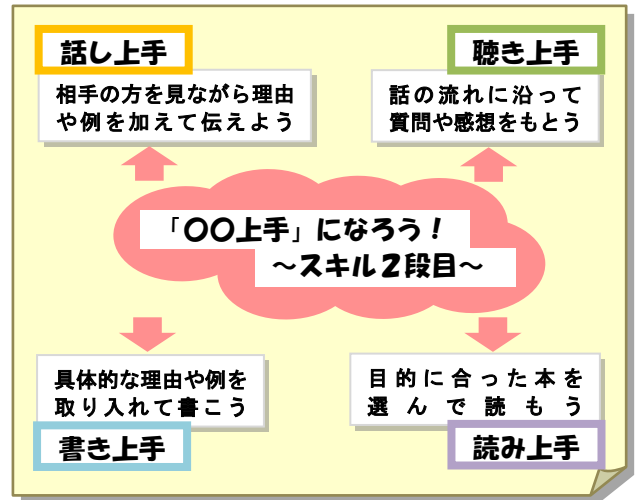 話し上手
相手の方を見ながら理由
や例を加えて伝えよう
聴き上手
話の流れに沿って
質問や感想をもとう
「〇〇上手」になろう！
～スキル２段目～
具体的な理由や例を
取り入れて書こう
書き上手
目的に合った本を
選んで読もう
読み上手